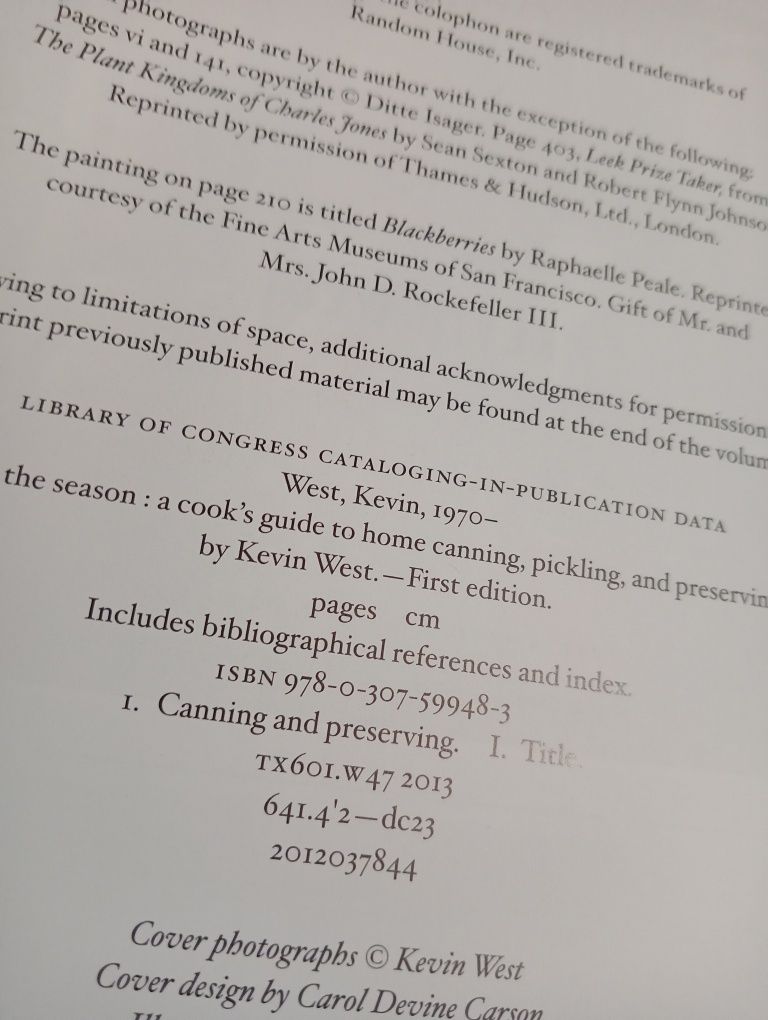 colophon are registered trademarks of
Random House, Inc.
photographs are by the author with the exception of the following:
pages vi and 141, copyright © Ditte Isager. Page 403, Leek Prize Taker, from
The Plant Kingdoms of Charles Jones by Sean Sexton and Robert Flynn Johnso
Reprinted by permission of Thames & Hudson, Ltd., London.
The painting on page 210 is titled Blackberries by Raphaelle Peale. Reprinte
courtesy of the Fine Arts Museums of San Francisco. Gift of Mr. and
Mrs. John D. Rockefeller III.
ving to limitations of space, additional acknowledgments for permission
rint previously published material may be found at the end of the volum
LIBRARY OF CONGRESS CATALOGING-IN-PUBLICATION DATA
West, Kevin, 1970–
the season : a cook's guide to home canning, pickling, and preservin
by Kevin West.—First edition.
pages cm
Includes bibliographical references and index.
ISBN 978-0-307-59948-3
1. Canning and preserving. I. Title.
TX601.W47 2013
641.4'2—dc23
2012037844
Cover photographs © Kevin West
Cover design by Carol Devine Carson